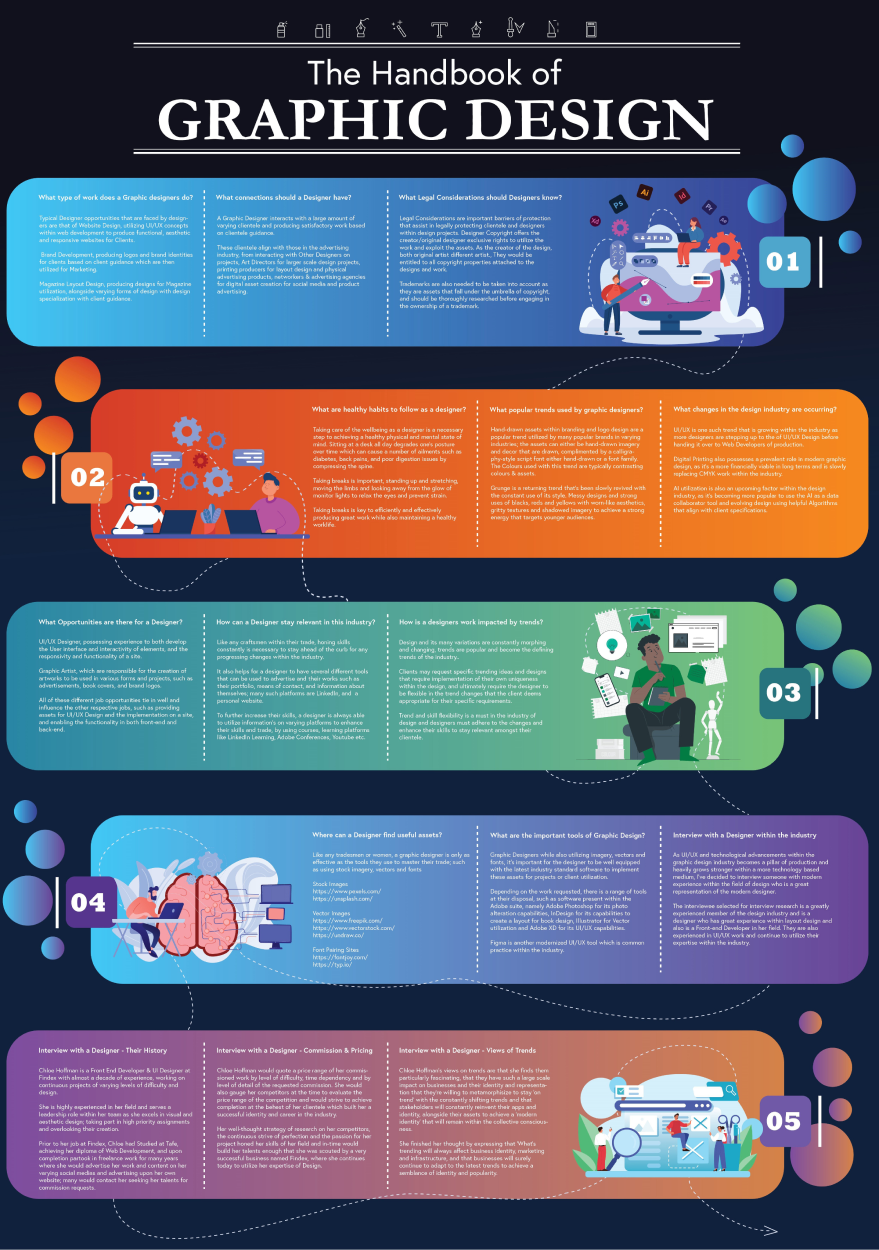 The Handbook of
GRAPHIC DESIGN
What type of work does a Graphic designers do?
Typical Designer opportunities that are faced by design-
ers are that of Website Design, utilizing UI/UX concepts
within web development to produce functional, aesthetic
and responsive websites for Clients.
Brand Development, producing logos and brand identities
for clients based on client guidance which are then
utilized for Marketing.
Magazine Layout Design, producing designs for Magazine
utilization, alongside varying forms of design with design
specialization with client guidance.
What connections should a Designer have?
A Graphic Designer interacts with a large amount of
varying clientele and producing satisfactory work based
on clientele guidance.
These clientele align with those in the advertising
industry, from interacting with Other Designers on
projects, Art Directors for larger scale design projects,
printing producers for layout design and physical
advertising products, networks & advertising agencies
for digital asset creation for social media and product
advertising.
What Legal Considerations should Designers know?
Legal Considerations are important barriers of protection
that assist in legally protecting clientele and designers
within design projects. Designer Copyright offers the
creator/original designer exclusive rights to utilize the
work and exploit the assets. As the creator of the design,
both original artist different artist, They would be
entitled to all copyright properties attached to the
designs and work.
Trademarks are also needed to be taken into account as
they are assets that fall under the umbrella of copyright,
and should be thoroughly researched before engaging in
the ownership of a trademark.
Xd
Ps
Ai
Id
Pr
01
02
What are healthy habits to follow as a designer?
Taking care of the wellbeing as a designer is a necessary
step to achieving a healthy physical and mental state of
mind. Sitting at a desk all day degrades one's posture
over time which can cause a number of ailments such as
diabetes, back pains, and poor digestion issues by
compressing the spine.
Taking breaks is important, standing up and stretching,
moving the limbs and looking away from the glow of
monitor lights to relax the eyes and prevent strain.
Taking breaks is key to efficiently and effectively
producing great work while also maintaining a healthy
worklife.
What popular trends used by graphic designers?
Hand-drawn assets within branding and logo design are a
popular trend utilized by many popular brands in varying
industries; the assets can either be hand drawn imagery
and decor that are drawn, complimented by a calligra-
phy-style script font either hand-drawn or a font family.
The Colours used with this trend are typically contrasting
colours & assets.
Grunge is a returning trend that's been slowly revived with
the constant use of its style. Messy designs and strong
uses of blacks, reds and yellows with worn-like aesthetics,
gritty textures and shadowed imagery to achieve a strong
energy that targets younger audiences.
What changes in the design industry are occurring?
UI/UX is one such trend that is growing within the industry as
more designers are stepping up to the of UI/UX Design before
handing it over to Web Developers of production.
Digital Printing also possesses a prevalent role in modern graphic
design, as it's a more financially viable in long terms and is slowly
replacing CMYK work within the industry.
AI utilization is also an upcoming factor within the design
industry, as it's becoming more popular to use the AI as a data
collaborator tool and evolving design using helpful Algorithms
that align with client specifications.
What Opportunities are there for a Designer?
UI/UX Designer, possessing experience to both develop
the User interface and interactivity of elements, and the
responsivity and functionality of a site.
Graphic Artist, which are responsible for the creation of
artworks to be used in various forms and projects, such as
advertisements, book covers, and brand logos.
All of these different job opportunities tie in well and
influence the other respective jobs, such as providing
assets for UI/UX Design and the implementation on a site,
and enabling the functionality in both front-end and
back-end.
How can a Designer stay relevant in this industry?
Like any craftsmen within their trade, honing skills
constantly is necessary to stay ahead of the curb for any
progressing changes within the industry.
It also helps for a designer to have several different tools
that can be used to advertise and their works such as
their portfolio, means of contact, and information about
themselves; many such platforms are LinkedIn, and a
personal website.
To further increase their skills, a designer is always able
to utilize information's on varying platforms to enhance
their skills and trade, by using courses, learning platforms
like LinkedIn Learning, Adobe Conferences, Youtube etc.
How is a designers work impacted by trends?
Design and its many variations are constantly morphing
and changing, trends are popular and become the defining
trends of the industry.
Clients may request specific trending ideas and designs
that require implementation of their own uniqueness
within the design, and ultimately require the designer to
be flexible in the trend changes that the client deems
appropriate for their specific requirements.
Trend and skill flexibility is a must in the industry of
design and designers must adhere to the changes and
enhance their skills to stay relevant amongst their
clientele.
03
04
Where can a Designer find useful assets?
Like any tradesmen or women, a graphic designer is only as
effective as the tools they use to master their trade; such
as using stock imagery, vectors and fonts
Stock Images
https://www.pexels.com/
https://unsplash.com/
Vector Images
https://www.freepik.com/
https://www.vectorstock.com/
https://undraw.co/
Font Pairing Sites
https://fontjoy.com/
https://typ.io/
What are the important tools of Graphic Design?
Graphic Designers while also utilizing imagery, vectors and
fonts, it's important for the designer to be well equipped
with the latest industry standard software to implement
these assets for projects or client utilization.
Depending on the work requested, there is a range of tools
at their disposal, such as software present within the
Adobe suite, namely Adobe Photoshop for its photo
alteration capabilities, InDesign for its capabilities to
create a layout for book design, Illustrator for Vector
utilization and Adobe XD for its UI/UX capabilities.
Figma is another modernized UI/UX tool which is common
practice within the industry.
Interview with a Designer within the industry
As UI/UX and technological advancements within the
graphic design industry becomes a pillar of production and
heavily grows stronger within a more technology based
medium; I've decided to interview someone with modern
experience within the field of design who is a great
representation of the modern designer.
The interviewee selected for interview research is a greatly
experienced member of the design industry and is a
designer who has great experience within layout design and
also is a Front-end Developer in her field. They are also
experienced in UI/UX work and continue to utilize their
expertise within the industry.
Interview with a Designer - Their History
Chloe Hoffman is a Front End Developer & UI Designer at
Findex with almost a decade of experience, working on
continuous projects of varying levels of difficulty and
design.
She is highly experienced in her field and serves a
leadership role within her team as she excels in visual and
aesthetic design; taking part in high priority assignments
and overlooking their creation.
Prior to her job at Findex, Chloe had Studied at Tafe,
achieving her diploma of Web Development, and upon
completion partook in freelance work for many years
where she would advertise her work and content on her
varying social medias and advertising upon her own
website; many would contact her seeking her talents for
commission requests.
Interview with a Designer - Commission & Pricing
Chloe Hoffman would quote a price range of her commis-
sioned work by level of difficulty, time dependency and by
level of detail of the requested commission; She would
also gauge her competitors at the time to evaluate the
price range of the competition and would strive to achieve
completion at the behest of her clientele which built her a
successful identity and career in the industry.
Her well-thought strategy of research on her competitors,
the continuous strive of perfection and the passion for her
project honed her skills of her field and in-time would
build her talents enough that she was scouted by a very
successful business named Findex, where she continues
today to utilize her expertise of Design.
Interview with a Designer - Views of Trends
Chloe Hoffman's views on trends are that she finds them
particularly fascinating, that they have such a large scale
impact on businesses and their identity and representa-
tion that they're willing to metamorphize to stay 'on
trend' with the constantly shifting trends and that
stakeholders will constantly reinvent their apps and
identity, alongside their assets to achieve a 'modern
identity' that will remain within the collective conscious-
ness.
She finished her thought by expressing that 'What's
trending will always affect business identity, marketing
and infrastructure, and that businesses will surely
continue to adapt to the latest trends to achieve a
semblance of identity and popularity.
05